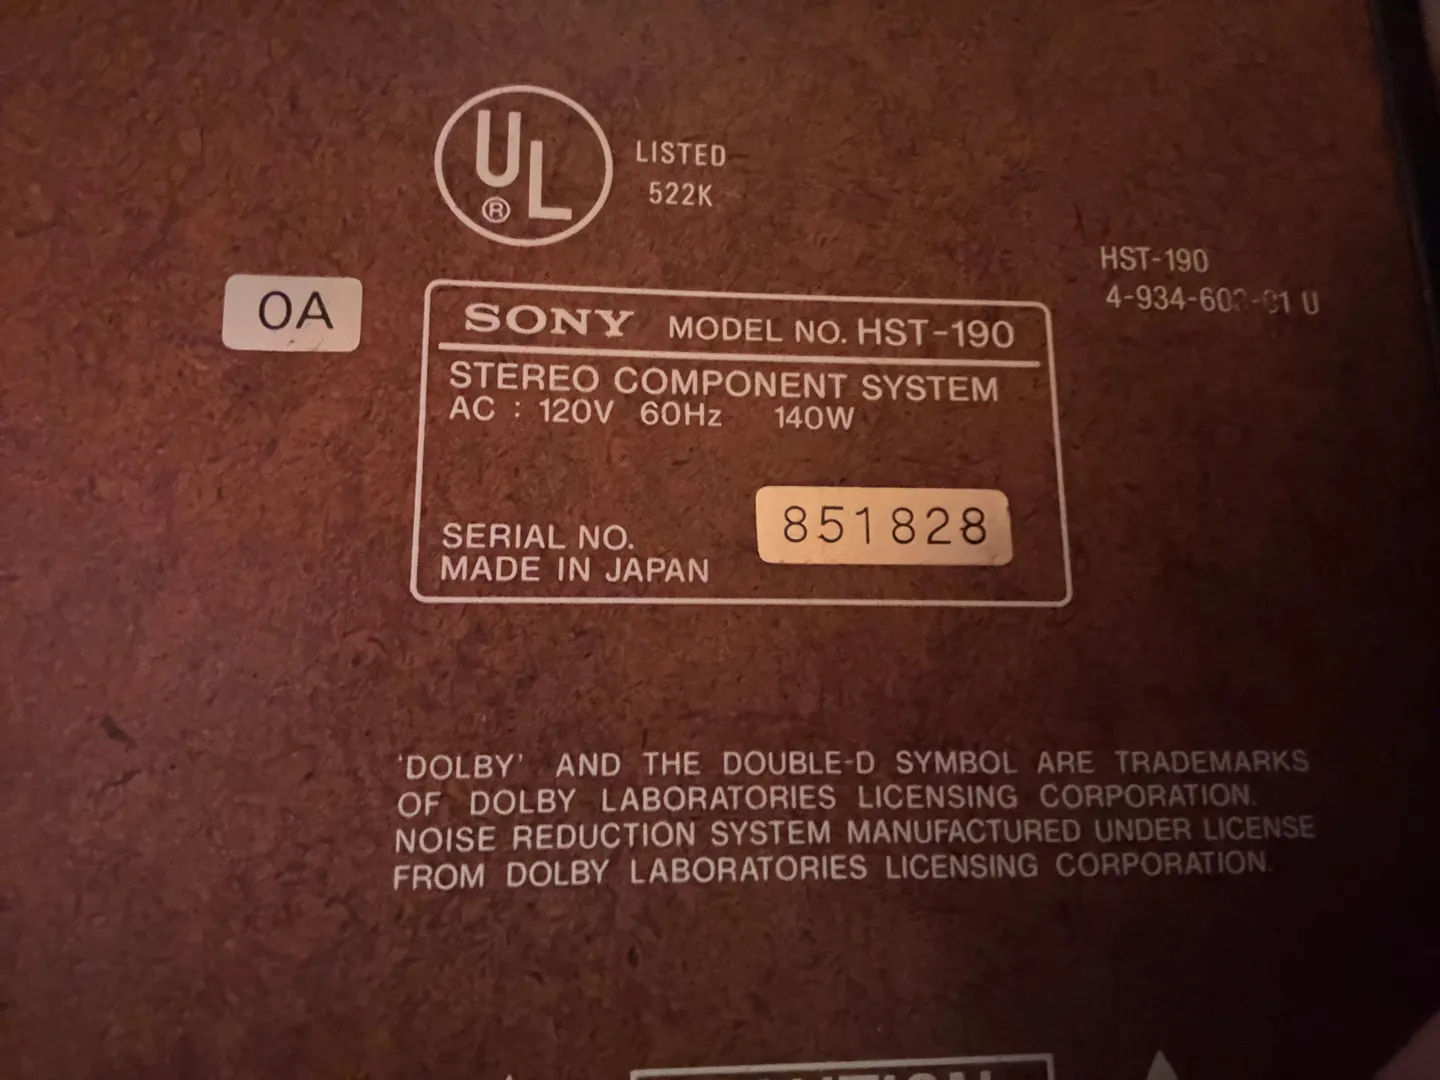 UL
®
LISTED
522K
HST-190
OA
SONY MODEL NO. HST-190
STEREO COMPONENT SYSTEM
AC : 120V 60Hz 140W
SERIAL NO. 851828
MADE IN JAPAN
'DOLBY' AND THE DOUBLE-D SYMBOL ARE TRADEMARKS
OF DOLBY LABORATORIES LICENSING CORPORATION.
NOISE REDUCTION SYSTEM MANUFACTURED UNDER LICENSE
FROM DOLBY LABORATORIES LICENSING CORPORATION.